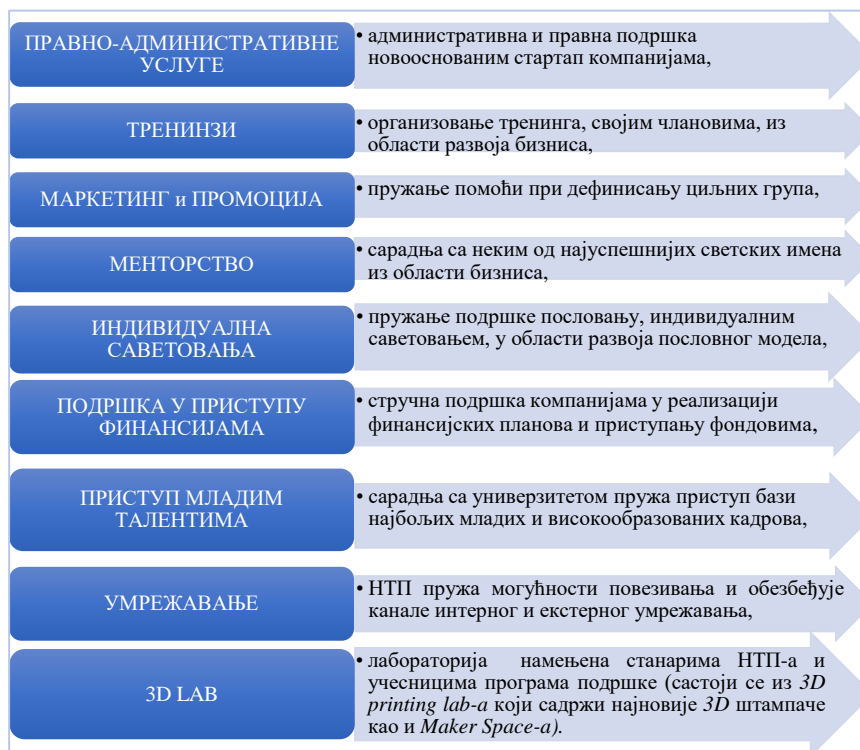 ПРАВНО-АДМИНИСТРАТИВНЕ
УСЛУГЕ
• административна и правна подршка
новооснованим стартап компанијама,
ТРЕНИНЗИ
• организовање тренинга, својим члановима, из
области развоја бизниса,
МАРКЕТИНГ и ПРОМОЦИЈА
• пружање помоћи при дефинисању циљних група,
МЕНТОРСТВО
• сарадња са неким од најуспешнијих светских имена
из области бизниса,
ИНДИВИДУАЛНА
САВЕТОВАЊА
• пружање подршке пословању, индивидуалним
саветовањем, у области развоја пословног модела,
ПОДРШКА У ПРИСТУПУ
ФИНАНСИЈАМА
• стручна подршка компанијама у реализацији
финансијских планова и приступању фондовима,
ПРИСТУП МЛАДИМ
ТАЛЕНТИМА
• сарадња са универзитетом пружа приступ бази
најбољих младих и високообразованих кадрова,
УМРЕЖАВАЊЕ
• НТП пружа могућности повезивања и обезбеђује
канале интерног и екстерног умрежавања,
3D LAB
• лабораторија намењена станарима НТП-а и
учесницима програма подршке (састоји се из 3D
printing lab-а који садржи најновије 3D штампаче
као и Maker Space-а).